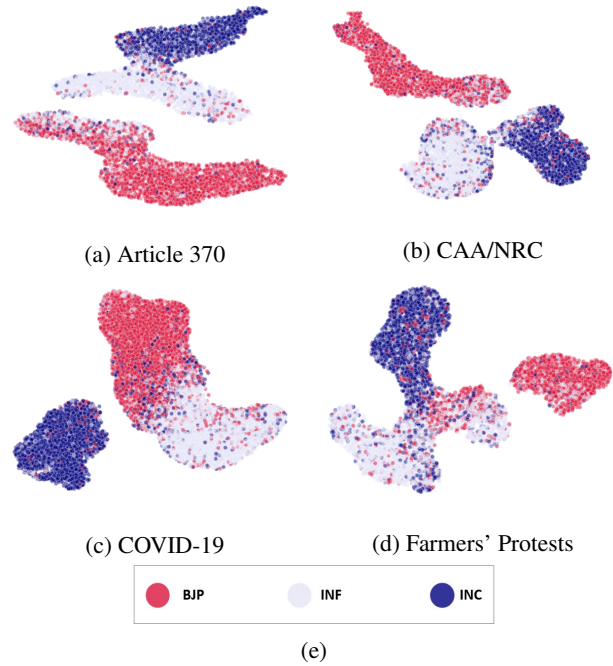 (a) Article 370
(b) CAA/NRC
(c) COVID-19
(d) Farmers’ Protests
BJP INF INC
(e)